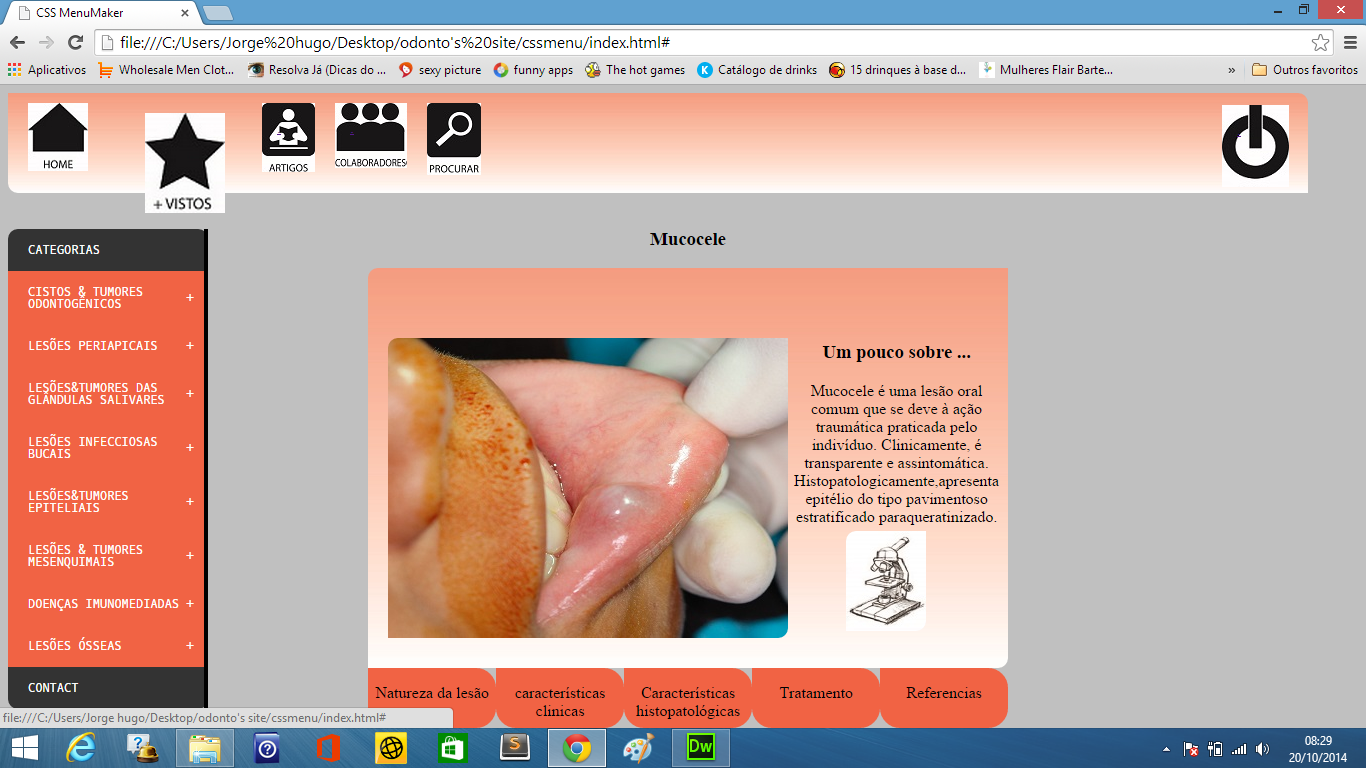 CSS MenuMaker
file:///C:/Users/Jorge%20hugo/Desktop/odonto's%20site/cssmenu/index.html#
Aplicativos Wholesale Men Clot... Resolva Já (Dicas do ... sexy picture funny apps The hot games Catálogo de drinks 15 drinques à base d... Mulheres Flair Barte... » Outros favoritos
HOME
+ VISTOS
ARTIGOS
COLABORADORES
PROCURAR
CATEGORIAS
CISTOS & TUMORES
ODONTOGÊNICOS +
LESÕES PERIAPICAIS +
LESÕES&TUMORES DAS
GLÂNDULAS SALIVARES +
LESÕES INFECCIOSAS
BUCAIS +
LESÕES&TUMORES
EPITELIAIS +
LESÕES & TUMORES
MESENQUIMAIS +
DOENÇAS IMUNOMEDIADAS +
LESÕES ÓSSEAS +
CONTACT
Mucocele
Um pouco sobre ...
Mucocele é uma lesão oral
comum que se deve à ação
traumática praticada pelo
indivíduo. Clinicamente, é
transparente e assintomática.
Histopatologicamente,apresenta
epitélio do tipo pavimentoso
estratificado paraqueratinizado.
Natureza da lesão
características
clinicas
Características
histopatológicas
Tratamento
Referencias
file:///C:/Users/Jorge hugo/Desktop/odonto's site/cssmenu/index.html#
Dw
08:29
20/10/2014